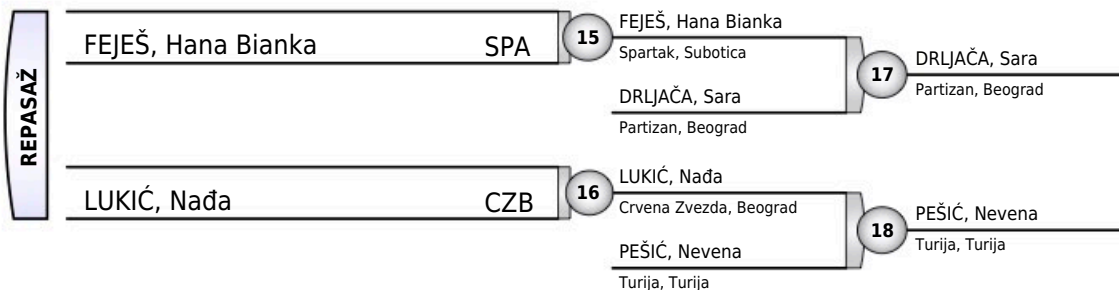 REPASAŽ
FEJEŠ, Hana Bianka SPA
15
FEJEŠ, Hana Bianka
Spartak, Subotica
DRLJAČA, Sara
Partizan, Beograd
17
DRLJAČA, Sara
Partizan, Beograd
LUKIĆ, Nađa CZB
16
LUKIĆ, Nađa
Crvena Zvezda, Beograd
PEŠIĆ, Nevena
Turija, Turija
18
PEŠIĆ, Nevena
Turija, Turija